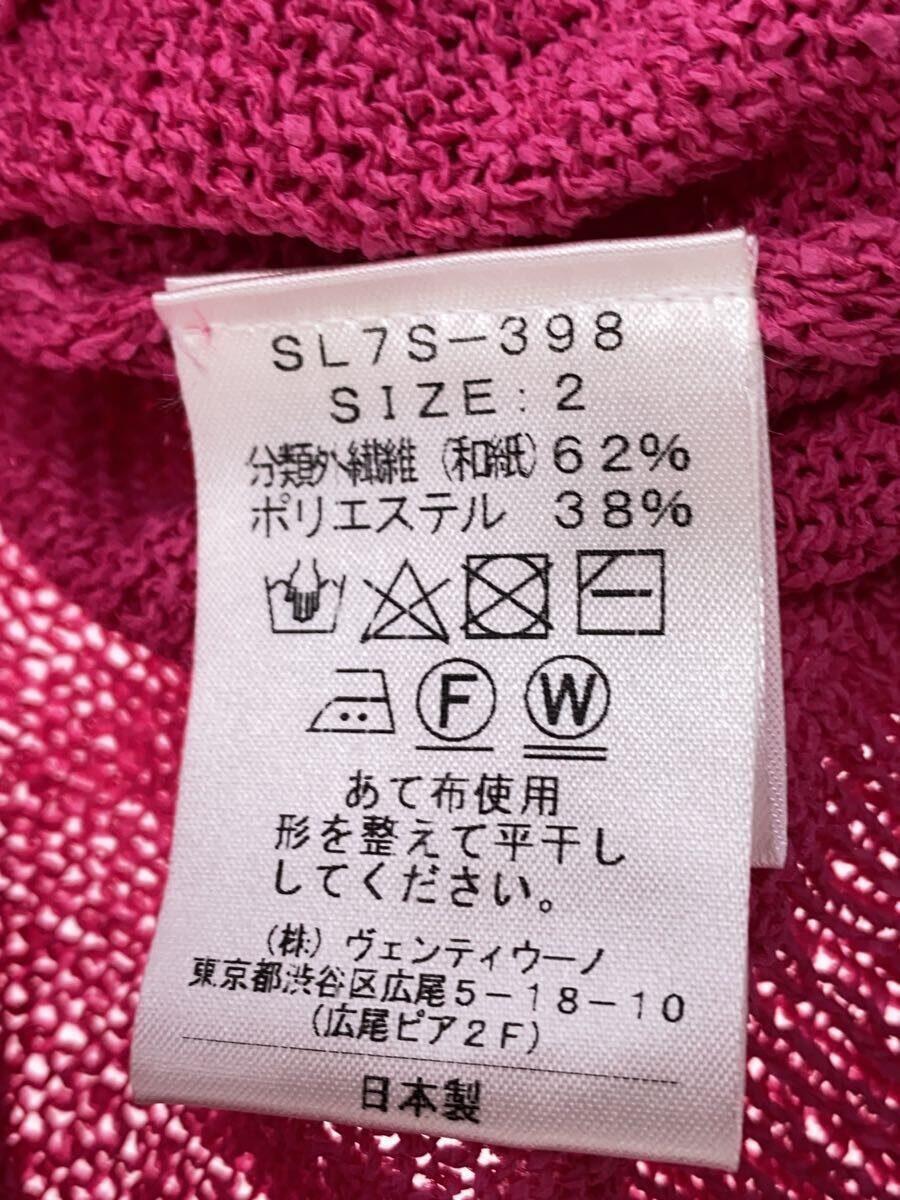 SL7S-398
SIZE:2
分類外繊維(和紙)62%
ポリエステル 38%
F W
あて布使用
形を整えて平干し
してください。
(株)ヴェンティウーノ
東京都渋谷区広尾5-18-10
(広尾ピア2F)
日本製